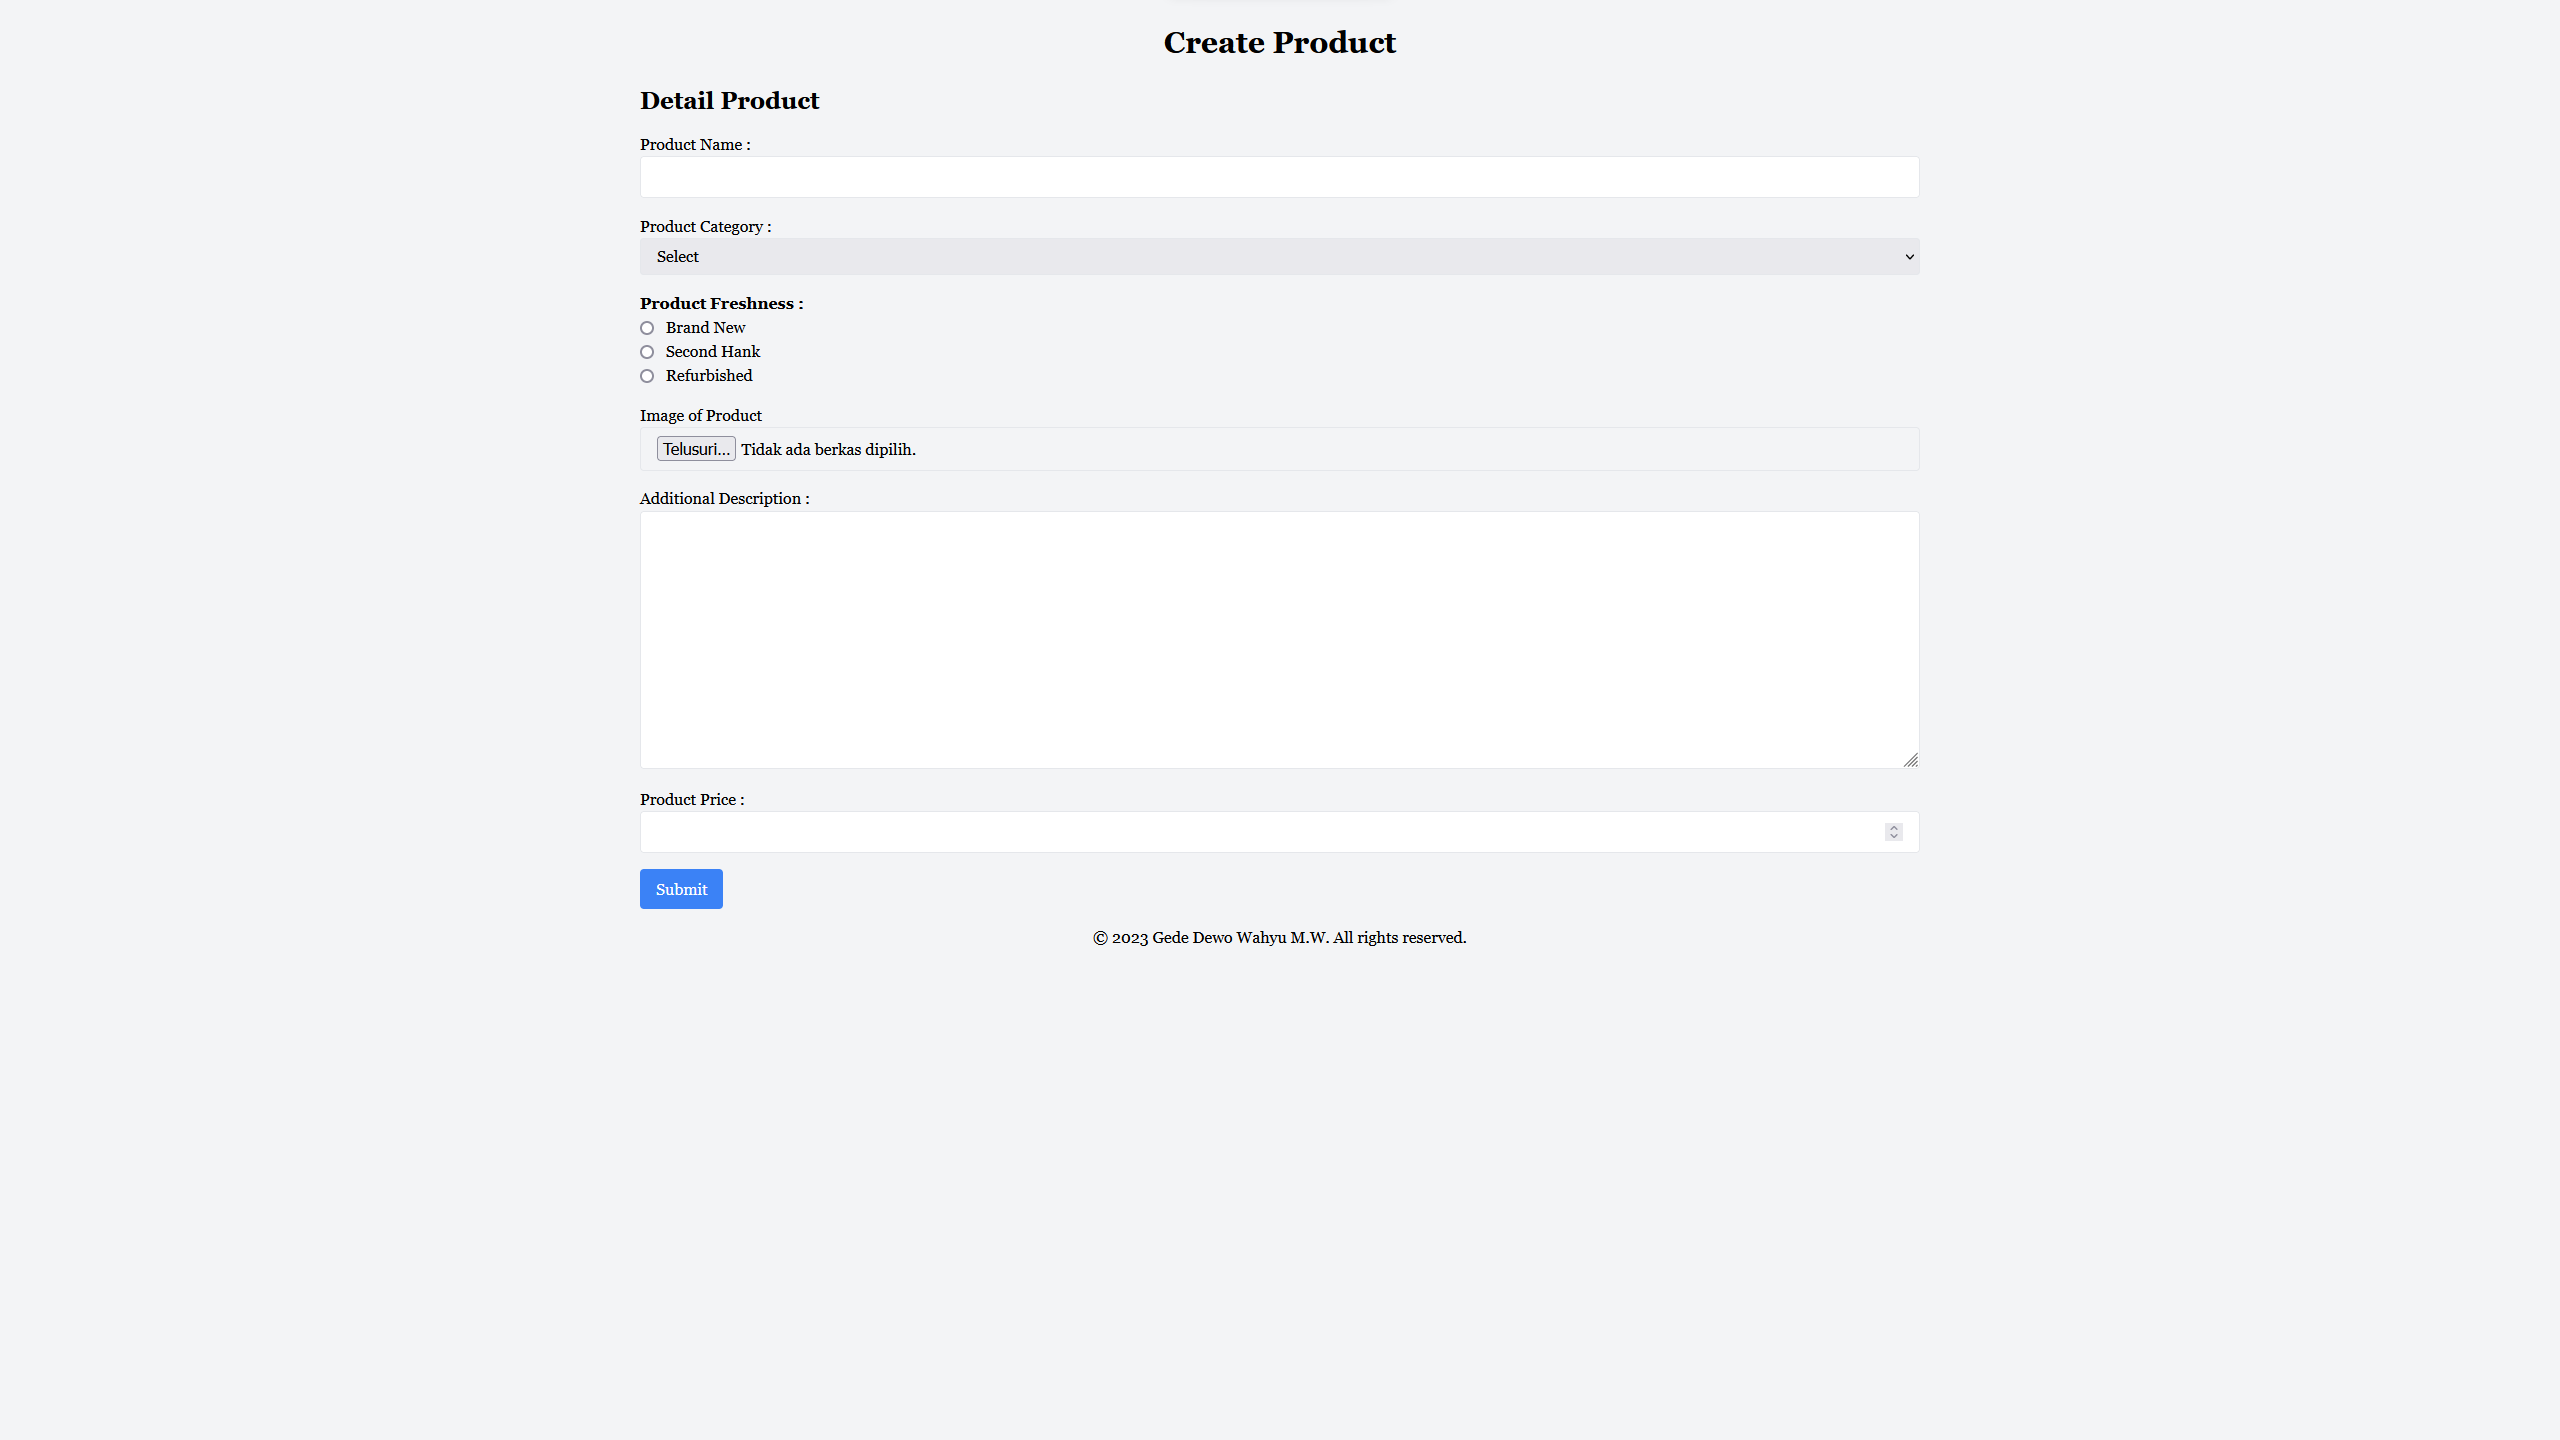 Create Product
Detail Product
Product Name :
Product Category :
Select
Product Freshness :
Brand New
Second Hank
Refurbished
Image of Product
Telusuri... Tidak ada berkas dipilih.
Additional Description :
Product Price :
Submit
© 2023 Gede Dewo Wahyu M.W. All rights reserved.